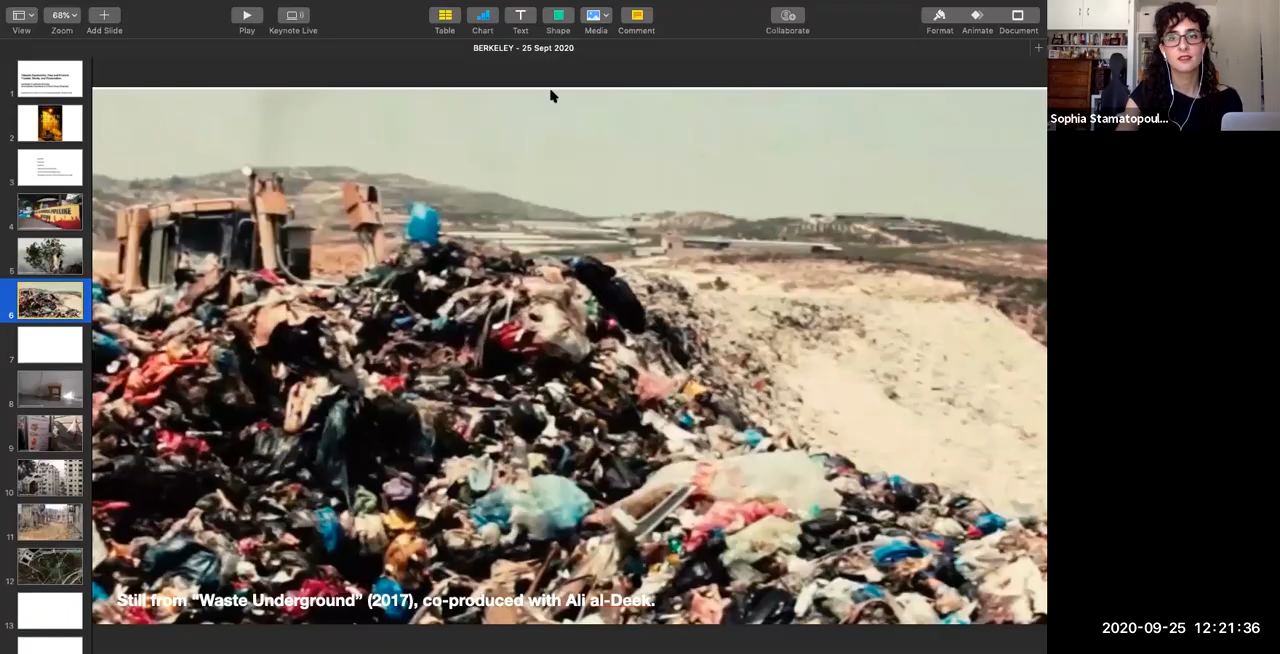 View
68%
Zoom
Add Slide
Play
Keynote Live
Table
Chart
Text
Shape
Media
Comment
Collaborate
Format
Animate
Document
BERKELEY - 25 Sept 2020
1
2
3
4
5
6
7
8
9
10
11
12
13
Still from "Waste Underground” (2017), co-produced with Ali al-Deek.
Sophia Stamatopoul...
2020-09-25 12:21:36